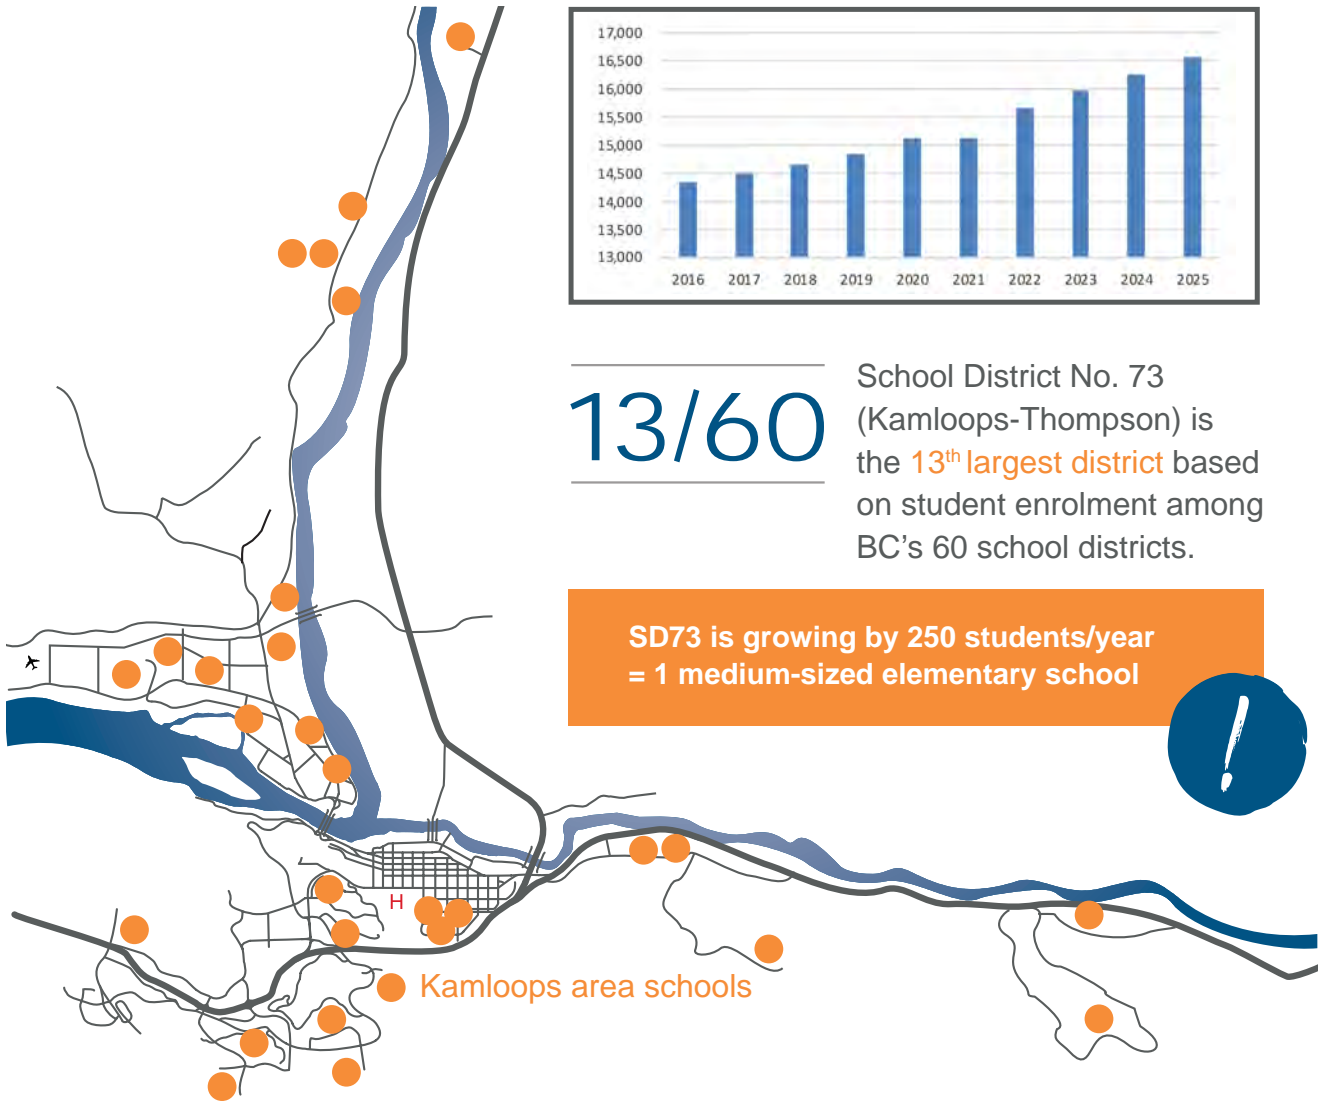 17,000
16,500
16,000
15,500
15,000
14,500
14,000
13,500
13,000
2016 2017 2018 2019 2020 2021 2022 2023 2024 2025
13/60
School District No. 73
(Kamloops-Thompson) is
the 13th largest district based
on student enrolment among
BC's 60 school districts.
SD73 is growing by 250 students/year
= 1 medium-sized elementary school
!
H
Kamloops area schools